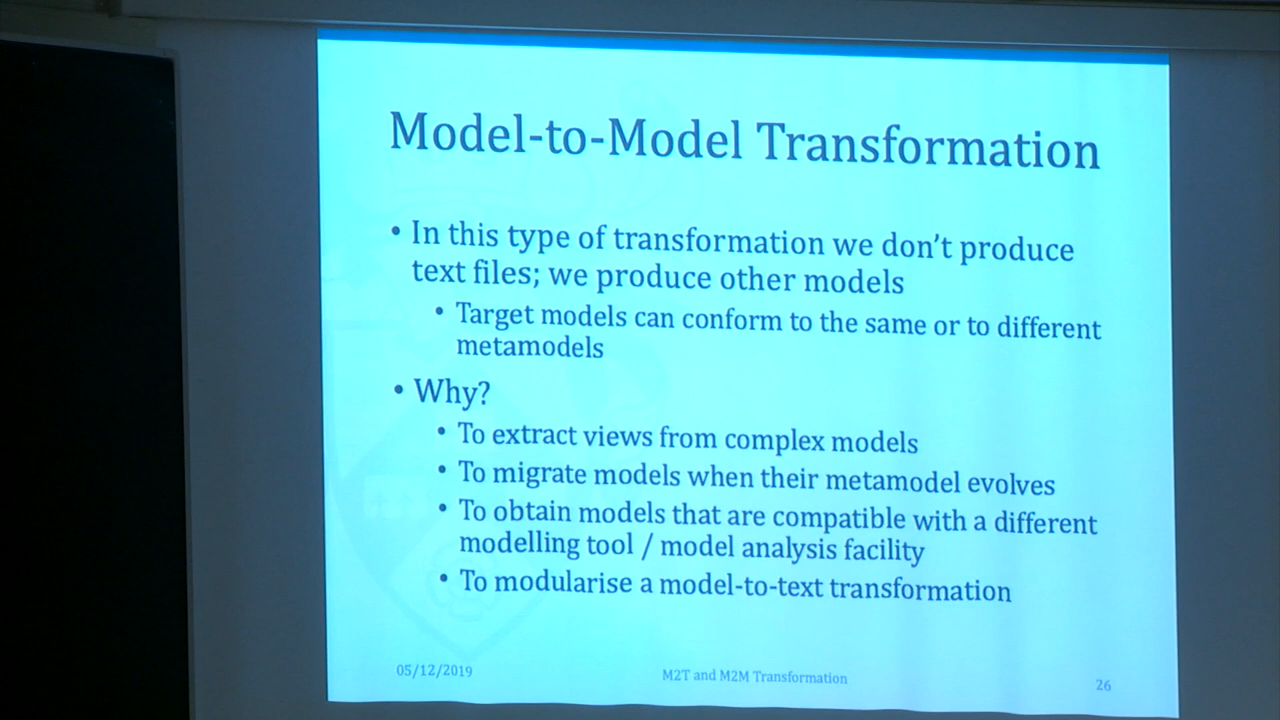 Model-to-Model Transformation
• In this type of transformation we don't produce
text files; we produce other models
• Target models can conform to the same or to different
metamodels
• Why?
• To extract views from complex models
• To migrate models when their metamodel evolves
• To obtain models that are compatible with a different
modelling tool / model analysis facility
• To modularise a model-to-text transformation
05/12/2019
M2T and M2M Transformation
26